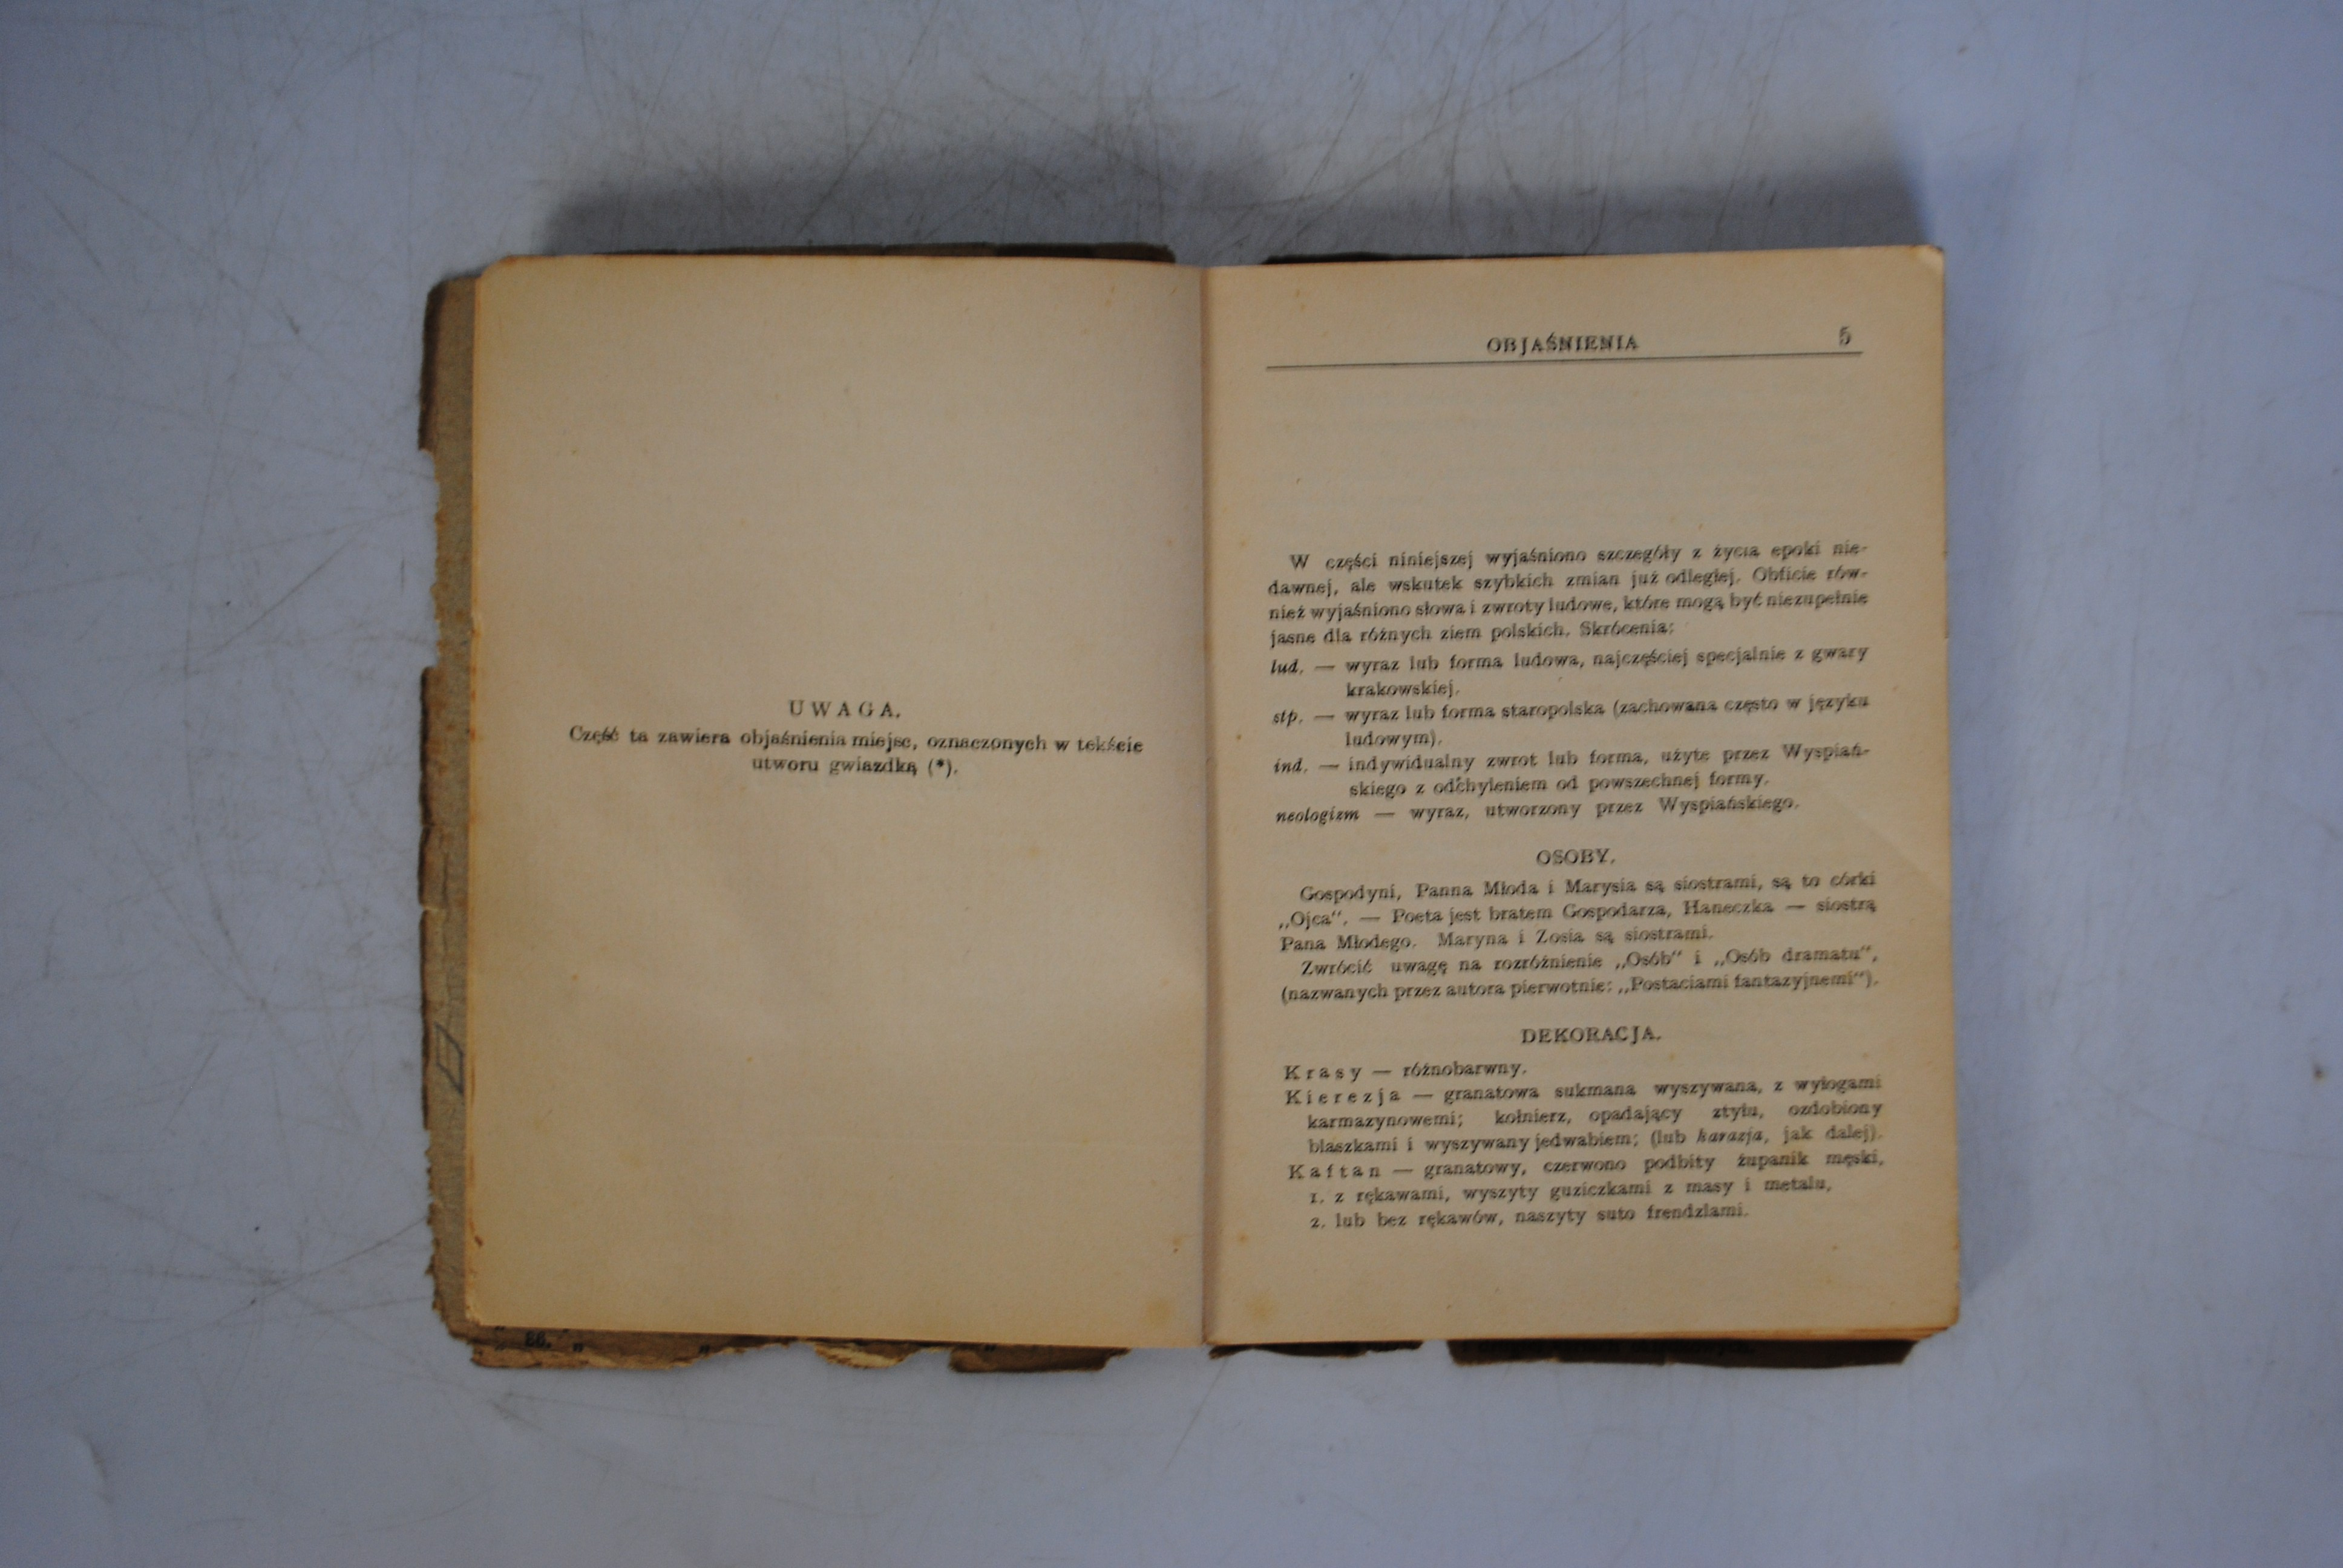 UWAGA.
Część ta zawiera objaśnienia miejsc, oznaczonych w tekście
utworu gwiazdką (*).
86.
OBJAŚNIENIA 5
W części niniejszej wyjaśniono szczegóły z życia epoki nie-
dawnej, ale wskutek szybkich zmian już odległej. Obficie rów-
nież wyjaśniono słowa i zwroty ludowe, które mogą być niezupełnie
jasne dla różnych ziem polskich. Skrócenia:
lud. — wyraz lub forma ludowa, najczęściej specjalnie z gwary
krakowskiej.
stp. — wyraz lub forma staropolska (zachowana często w języku
ludowym).
ind. — indywidualny zwrot lub forma, użyte przez Wyspiań-
skiego z odchyleniem od powszechnej formy.
neologizm — wyraz, utworzony przez Wyspiańskiego.
OSOBY.
Gospodyni, Panna Młoda i Marysia są siostrami, są to córki
„Ojca“. — Poeta jest bratem Gospodarza, Haneczka — siostrą
Pana Młodego. Maryna i Zosia są siostrami.
Zwrócić uwagę na rozróżnienie „Osób“ i „Osób dramatu“,
(nazwanych przez autora pierwotnie: „Postaciami fantazyjnemi“).
DEKORACJA.
Krasy — różnobarwny.
Kierezja — granatowa sukmana wyszywana, z wyłogami
karmazynowemi; kołnierz, opadający ztyłu, ozdobiony
blaszkami i wyszywany jedwabiem; (lub karazja, jak dalej).
Kaftan — granatowy, czerwono podbity żupanik męski,
1. z rękawami, wyszyty guziczkami z masy i metalu,
2. lub bez rękawów, naszyty suto frendzlami.